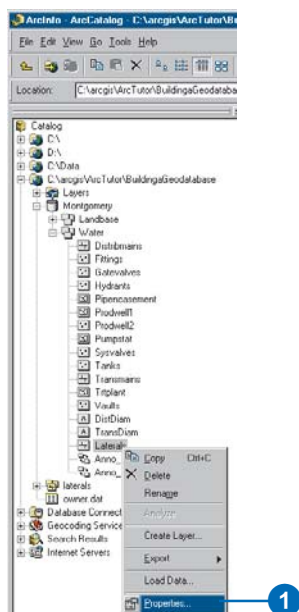 ArcInfo - ArcCatalog - C:\arcgis\ArcTutor\Bu
File Edit View Go Tools Help
Location: C:\arcgis\ArcTutor\BuildingaGeodatabas
Catalog
C:\
D:\
C:\Data
C:\arcgis\ArcTutor\BuildingaGeodatabase
Layers
Montgomery
Landbase
Water
Distribmains
Fittings
Gatevalves
Hydrants
Pipencasement
Prodwell1
Prodwell2
Pumpstat
Sysvalves
Tanks
Transmains
Trtplant
Vaults
DistDiam
TransDiam
Laterals
Anno_
Anno_
laterals
owner.dat
Database Connect
Geocoding Service
Search Results
Internet Servers
Copy Ctrl+C
Delete
Rename
Analyze
Create Layer...
Export
Load Data...
Properties...
1